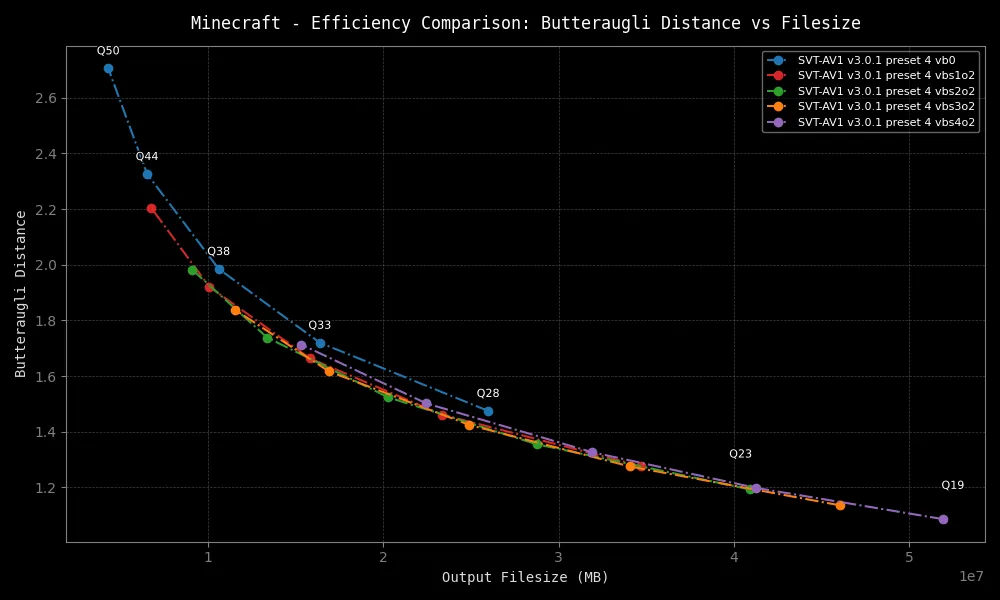 Minecraft - Efficiency Comparison: Butteraugli Distance vs Filesize
Q50
SVT-AV1 v3.0.1 preset 4 vb0
SVT-AV1 v3.0.1 preset 4 vbs1o2
SVT-AV1 v3.0.1 preset 4 vbs2o2
SVT-AV1 v3.0.1 preset 4 vbs3o2
SVT-AV1 v3.0.1 preset 4 vbs4o2
2.6
2.4
Q44
2.2
Q38
2.0
1.8
Q33
1.6
Q28
1.4
Q23
1.2
Q19
Butteraugli Distance
1
2
3
4
5
1e7
Output Filesize (MB)